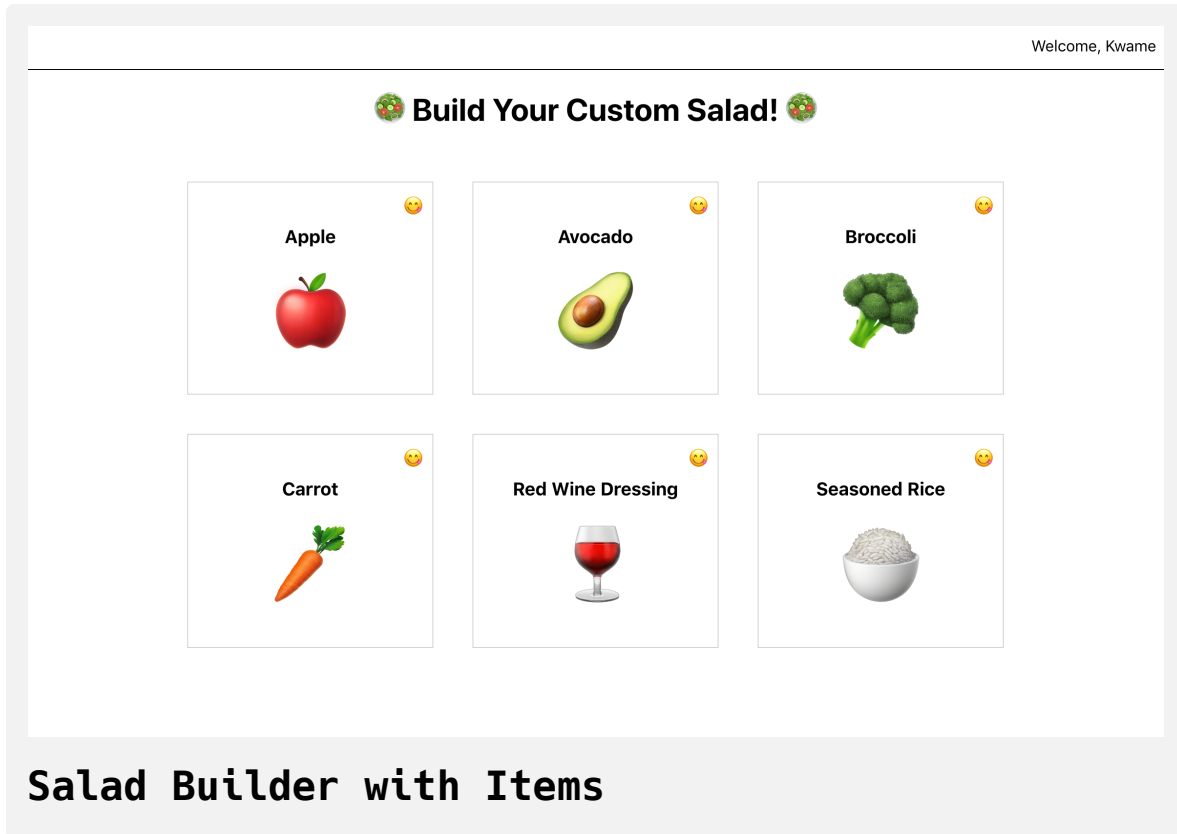 Welcome, Kwame
🥗 Build Your Custom Salad! 🥗
Apple
Avocado
Broccoli
Carrot
Red Wine Dressing
Seasoned Rice
Salad Builder with Items